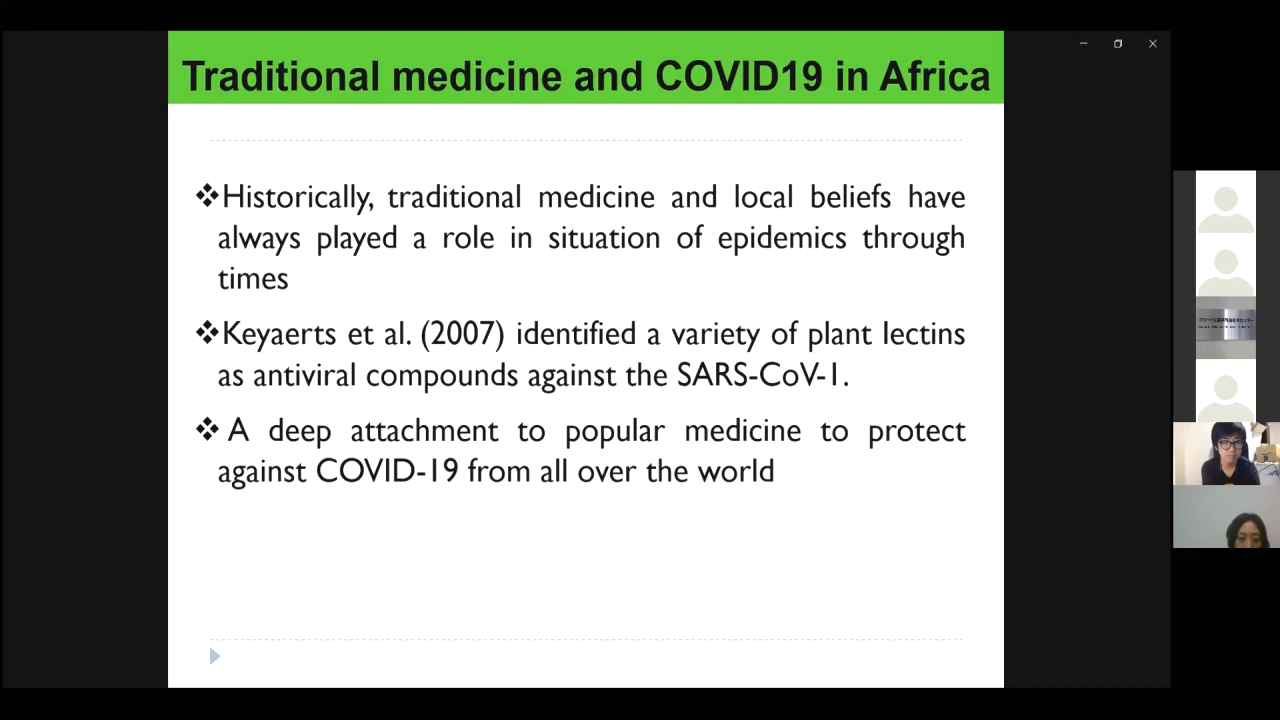 Traditional medicine and COVID19 in Africa
❖Historically, traditional medicine and local beliefs have
always played a role in situation of epidemics through
times
❖Keyaerts et al. (2007) identified a variety of plant lectins
as antiviral compounds against the SARS-CoV-1.
❖ A deep attachment to popular medicine to protect
against COVID-19 from all over the world